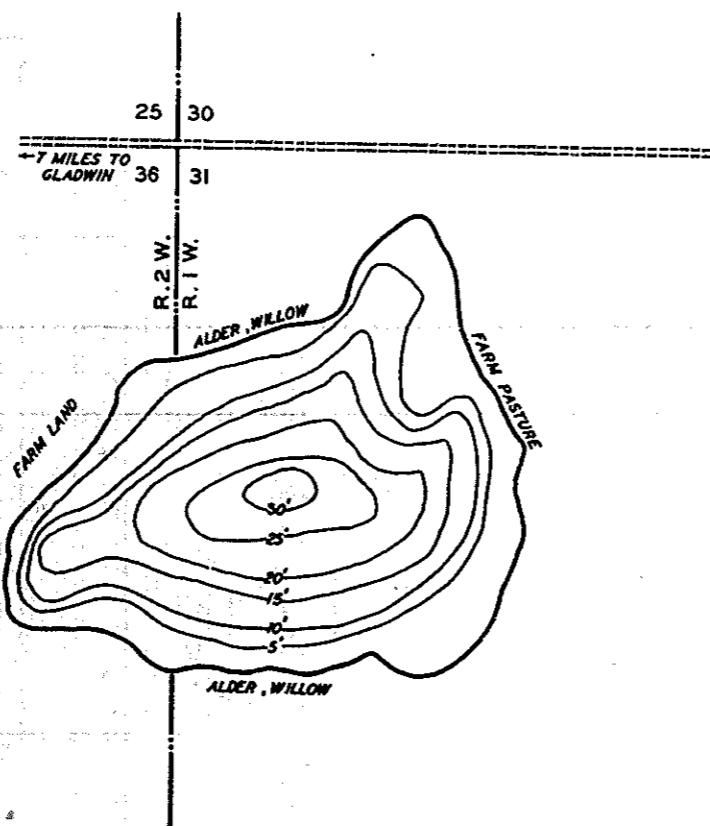 25 30
←7 MILES TO
GLADWIN 36 31
R. 2 W.
R. 1 W.
ALDER, WILLOW
FARM PASTURE
FARM LAND
30'
25'
20'
15'
10'
5'
ALDER, WILLOW